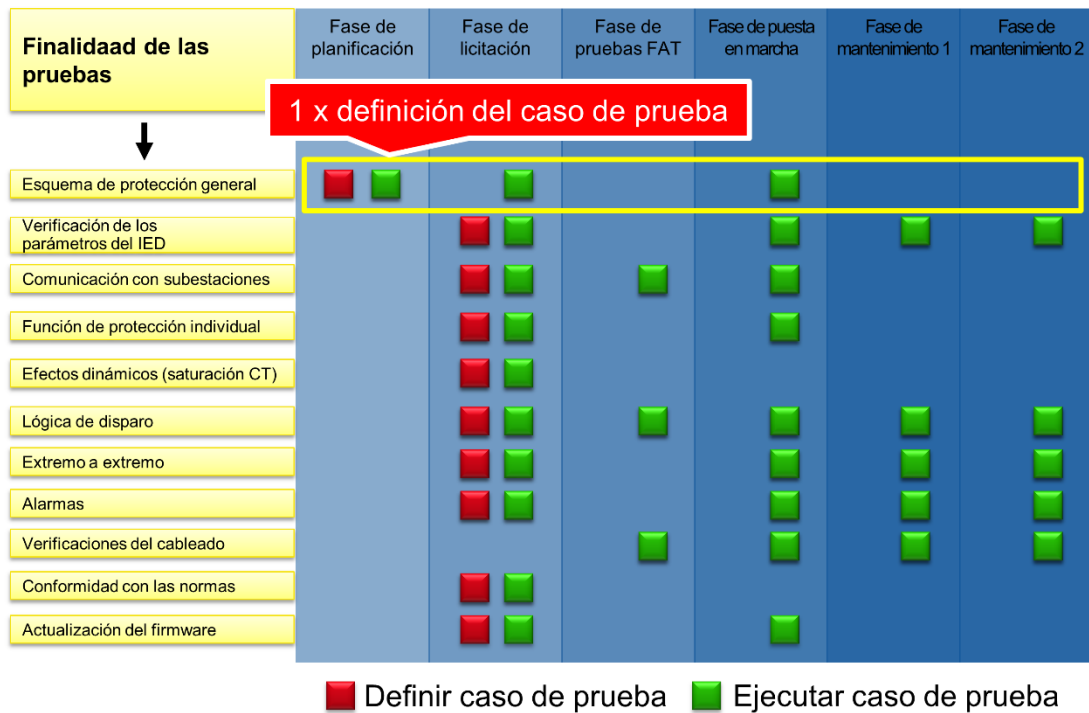 Finalidaad de las
pruebas
Fase de
planificación
Fase de
licitación
Fase de
pruebas FAT
Fase de puesta
en marcha
Fase de
mantenimiento 1
Fase de
mantenimiento 2
1 x definición del caso de prueba
Esquema de protección general
Verificación de los
parámetros del IED
Comunicación con subestaciones
Función de protección individual
Efectos dinámicos (saturación CT)
Lógica de disparo
Extremo a extremo
Alarmas
Verificaciones del cableado
Conformidad con las normas
Actualización del firmware
Definir caso de prueba
Ejecutar caso de prueba